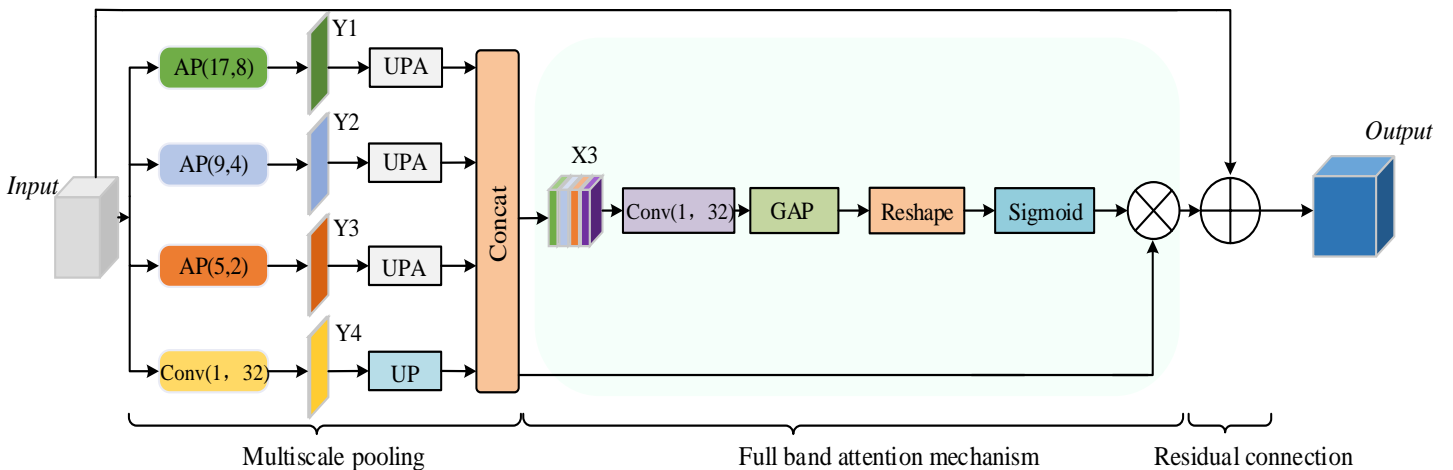 Input
AP(17,8)
Y1
UPA
AP(9,4)
Y2
UPA
AP(5,2)
Y3
UPA
Conv(1，32)
Y4
UP
Concat
X3
Conv(1，32)
GAP
Reshape
Sigmoid
Output
Multiscale pooling
Full band attention mechanism
Residual connection